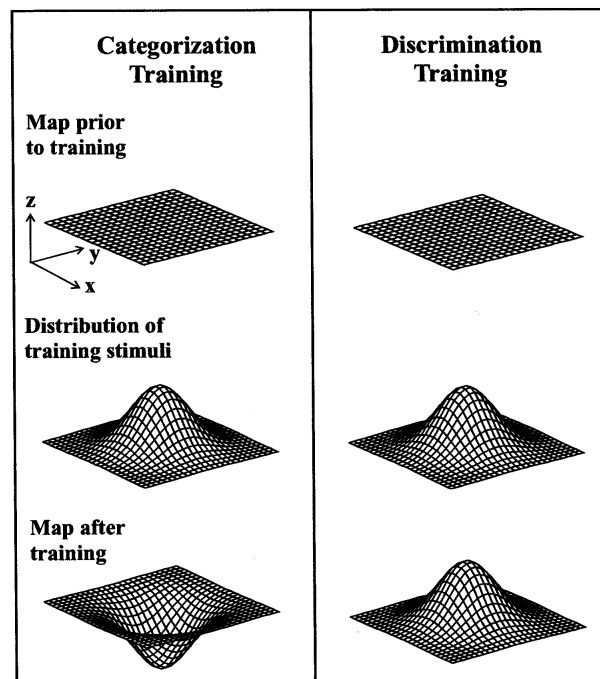 Categorization
Training
Discrimination
Training
Map prior
to training
z
y
x
Distribution of
training stimuli
Map after
training